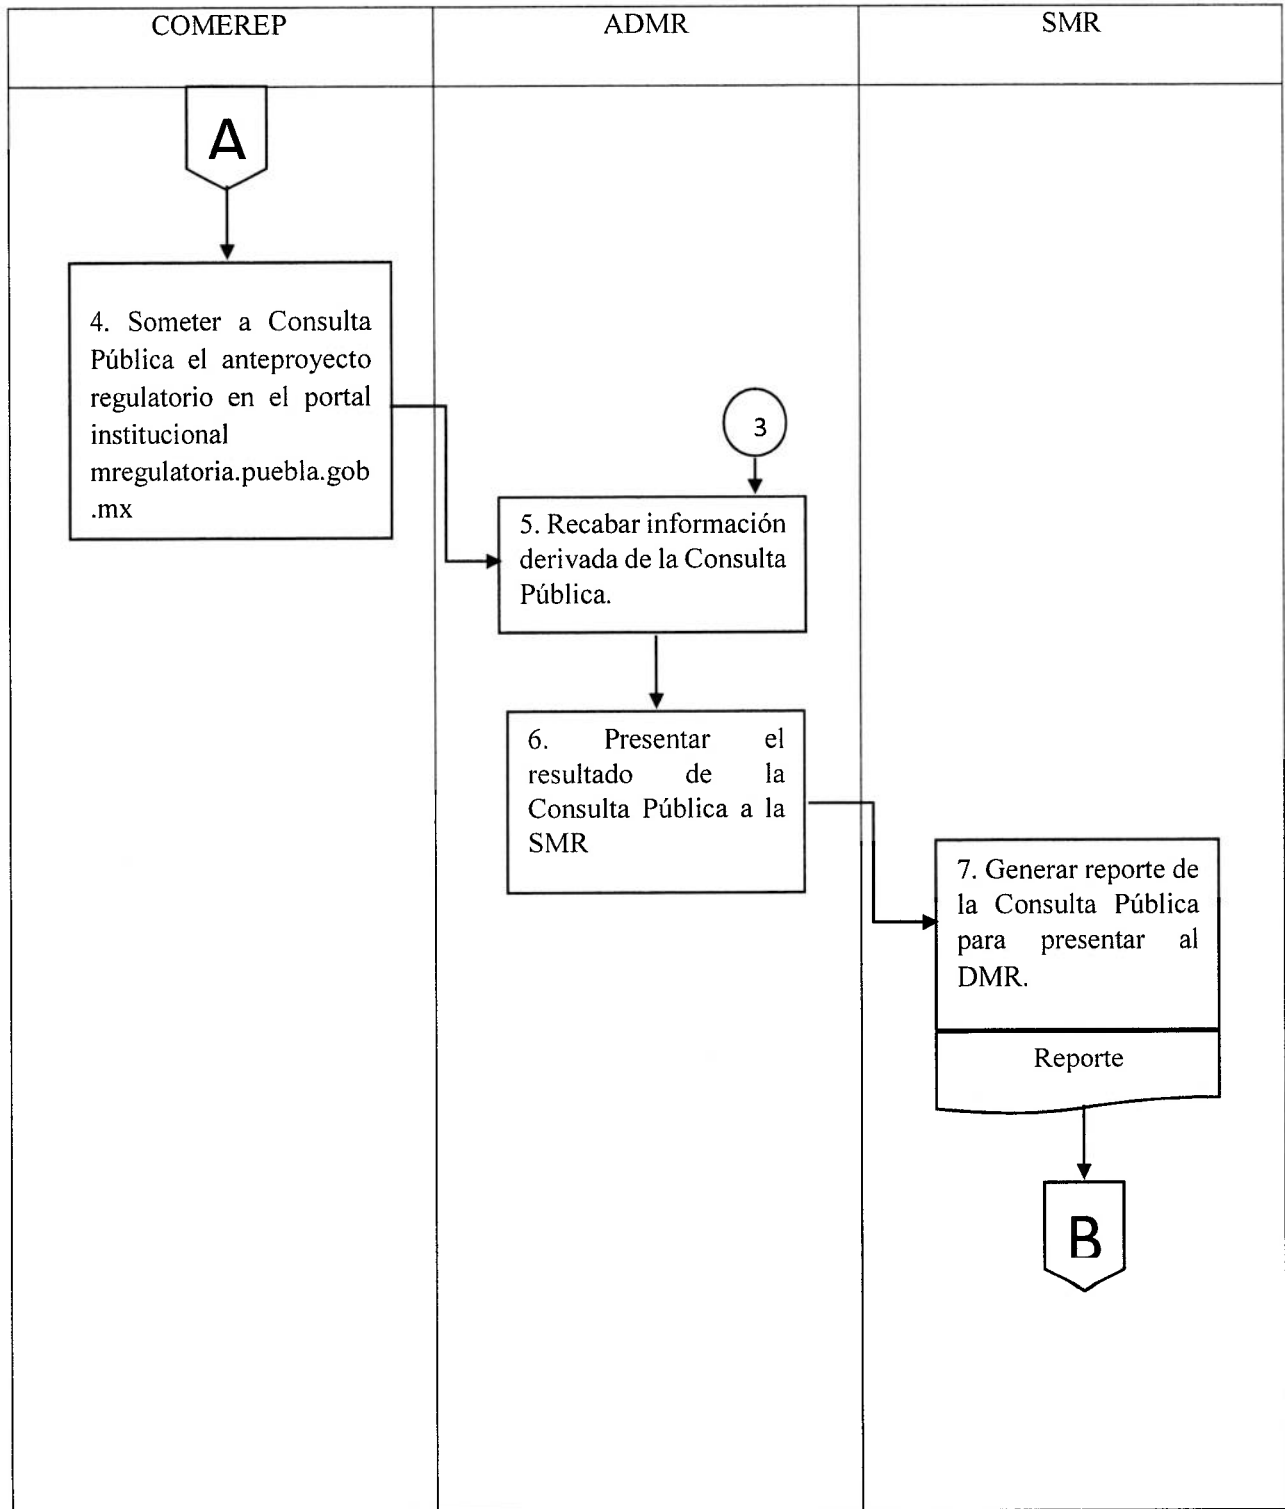 COMEREP
ADMR
SMR
A
4. Someter a Consulta
Pública el anteproyecto
regulatorio en el portal
institucional
mregulatoria.puebla.gob
.mx
3
5. Recabar información
derivada de la Consulta
Pública.
6. Presentar el
resultado de la
Consulta Pública a la
SMR
7. Generar reporte de
la Consulta Pública
para presentar al
DMR.
Reporte
B